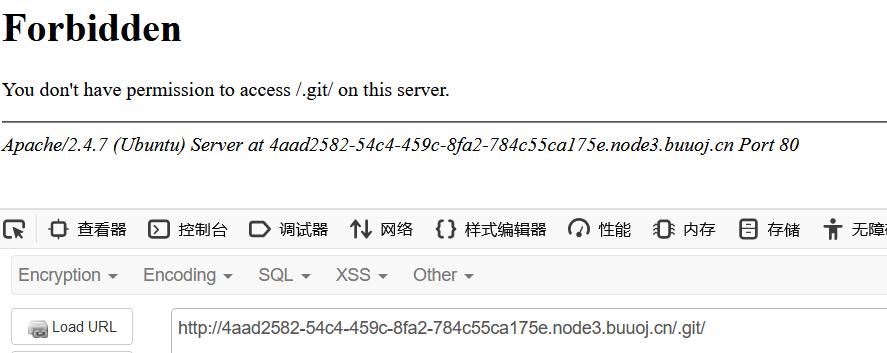 Forbidden
You don't have permission to access /.git/ on this server.
Apache/2.4.7 (Ubuntu) Server at 4aad2582-54c4-459c-8fa2-784c55ca175e.node3.buuoj.cn Port 80
查看器 控制台 调试器 网络 样式编辑器 性能 内存 存储 无障
Encryption Encoding SQL XSS Other
Load URL http://4aad2582-54c4-459c-8fa2-784c55ca175e.node3.buuoj.cn/.git/